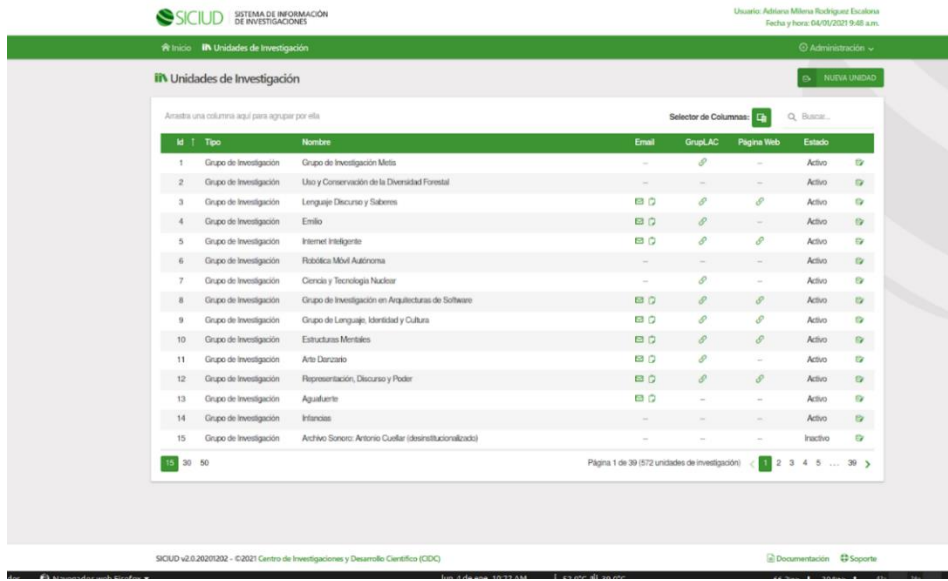 SICIUD SISTEMA DE INFORMACIÓN DE INVESTIGACIONES
Usuario: Adriana Milena Rodríguez Escalona
Fecha y hora: 04/01/2021 9:48 a.m.
Inicio Unidades de Investigación Administración
Unidades de Investigación NUEVA UNIDAD
Arrastra una columna aquí para agrupar por ella Selector de Columnas: Buscar...
Id ↑ Tipo Nombre Email GrupLAC Página Web Estado
1 Grupo de Investigación Grupo de Investigación Metis -- -- Activo
2 Grupo de Investigación Uso y Conservación de la Diversidad Forestal -- -- -- Activo
3 Grupo de Investigación Lenguaje Discurso y Saberes Activo
4 Grupo de Investigación Emilio -- Activo
5 Grupo de Investigación Internet Inteligente Activo
6 Grupo de Investigación Robótica Móvil Autónoma -- -- -- Activo
7 Grupo de Investigación Ciencia y Tecnología Nuclear -- -- Activo
8 Grupo de Investigación Grupo de Investigación en Arquitecturas de Software Activo
9 Grupo de Investigación Grupo de Lenguaje, Identidad y Cultura Activo
10 Grupo de Investigación Estructuras Mentales Activo
11 Grupo de Investigación Arte Danzario -- Activo
12 Grupo de Investigación Representación, Discurso y Poder Activo
13 Grupo de Investigación Aguafuerte -- -- Activo
14 Grupo de Investigación Infancias -- -- -- Activo
15 Grupo de Investigación Archivo Sonoro: Antonio Cuellar (desinstitucionalizado) -- -- -- Inactivo
15 30 50 Página 1 de 39 (572 unidades de investigación) < 1 2 3 4 5 ... 39 >
SICIUD v2.0.20201202 - ©2021 Centro de Investigaciones y Desarrollo Científico (CIDC) Documentación Soporte